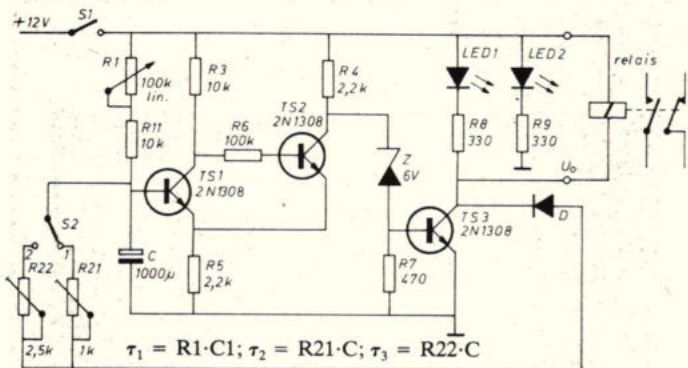 +12V
S1
R1
100k
lin.
R11
10k
R3
10k
R4
2,2k
TS2
2N1308
R6
100k
TS1
2N1308
LED1
LED2
relais
R8
330
R9
330
Z
6V
Uo
S2
2
1
R22
R21
C
1000µ
R5
2,2k
R7
470
TS3
2N1308
D
2,5k
1k
τ₁ = R1·C1; τ₂ = R21·C; τ₃ = R22·C